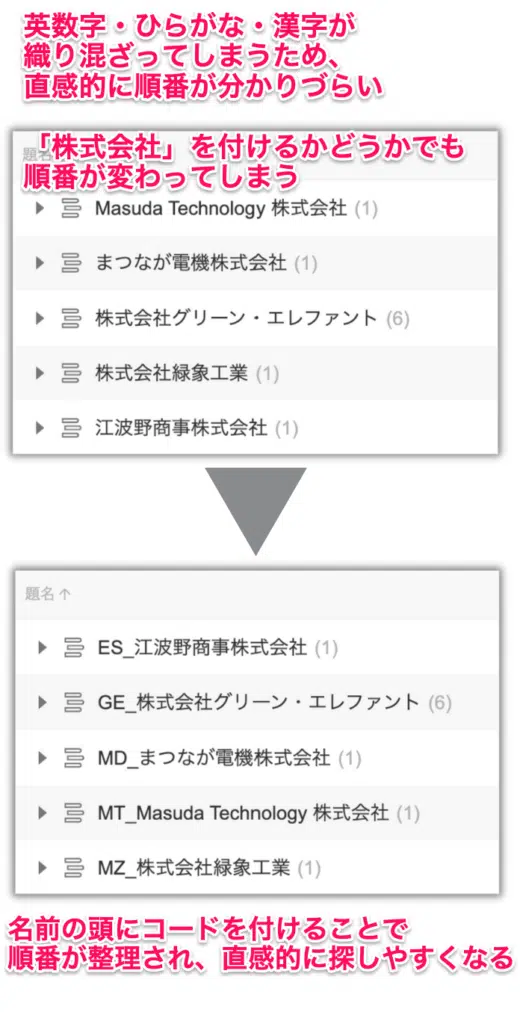 英数字・ひらがな・漢字が
織り混ざってしまうため、
直感的に順番が分かりづらい
題名
「株式会社」を付けるかどうかでも
順番が変わってしまう
Masuda Technology 株式会社 (1)
まつなが電機株式会社 (1)
株式会社グリーン・エレファント (6)
株式会社緑象工業 (1)
江波野商事株式会社 (1)
題名↑
ES_江波野商事株式会社 (1)
GE_株式会社グリーン・エレファント (6)
MD_まつなが電機株式会社 (1)
MT_Masuda Technology 株式会社 (1)
MZ_株式会社緑象工業 (1)
名前の頭にコードを付けることで
順番が整理され、直感的に探しやすくなる